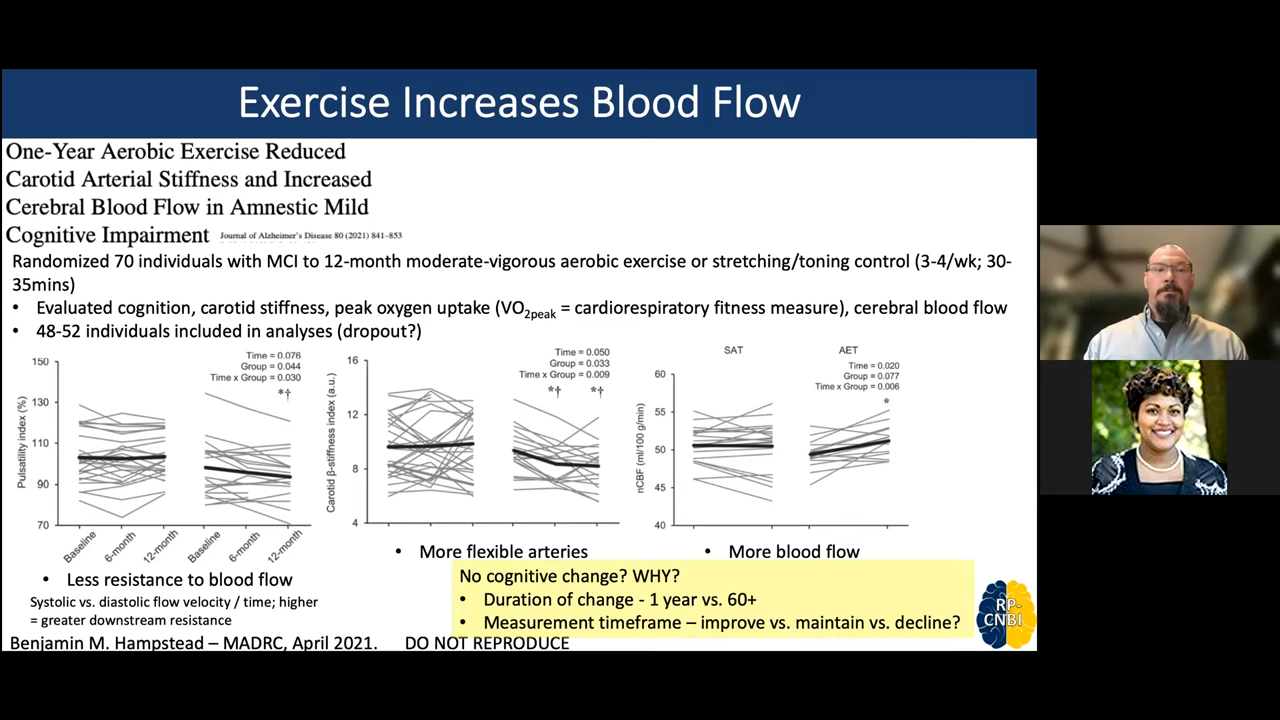 Exercise Increases Blood Flow
One-Year Aerobic Exercise Reduced
Carotid Arterial Stiffness and Increased
Cerebral Blood Flow in Amnestic Mild
Cognitive Impairment Journal of Alzheimer's Disease 80 (2021) 841–853
Randomized 70 individuals with MCI to 12-month moderate-vigorous aerobic exercise or stretching/toning control (3-4/wk; 30-
35mins)
• Evaluated cognition, carotid stiffness, peak oxygen uptake (VO2peak = cardiorespiratory fitness measure), cerebral blood flow
• 48-52 individuals included in analyses (dropout?)
Pulsatility index (%)
150
130
110
90
70
Time = 0.076
Group = 0.044
Time x Group = 0.030
*†
Baseline
6-month
12-month
Baseline
6-month
12-month
Carotid β-stiffness index (a.u.)
16
12
8
4
Time = 0.050
Group = 0.033
Time x Group = 0.009
*† *†
nCBF (ml/100 g/min)
60
55
50
45
40
SAT
AET
Time = 0.020
Group = 0.077
Time x Group = 0.006
*
• Less resistance to blood flow
Systolic vs. diastolic flow velocity / time; higher
= greater downstream resistance
• More flexible arteries
• More blood flow
No cognitive change? WHY?
• Duration of change - 1 year vs. 60+
• Measurement timeframe – improve vs. maintain vs. decline?
RP-
CNBI
Benjamin M. Hampstead – MADRC, April 2021. DO NOT REPRODUCE